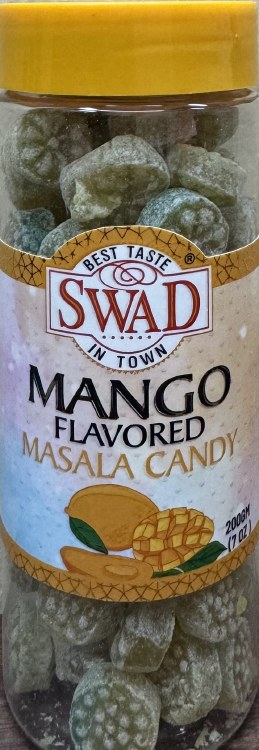 BEST TASTE ®
SWAD
IN TOWN
MANGO
FLAVORED
MASALA CANDY
200GM
(7 OZ)